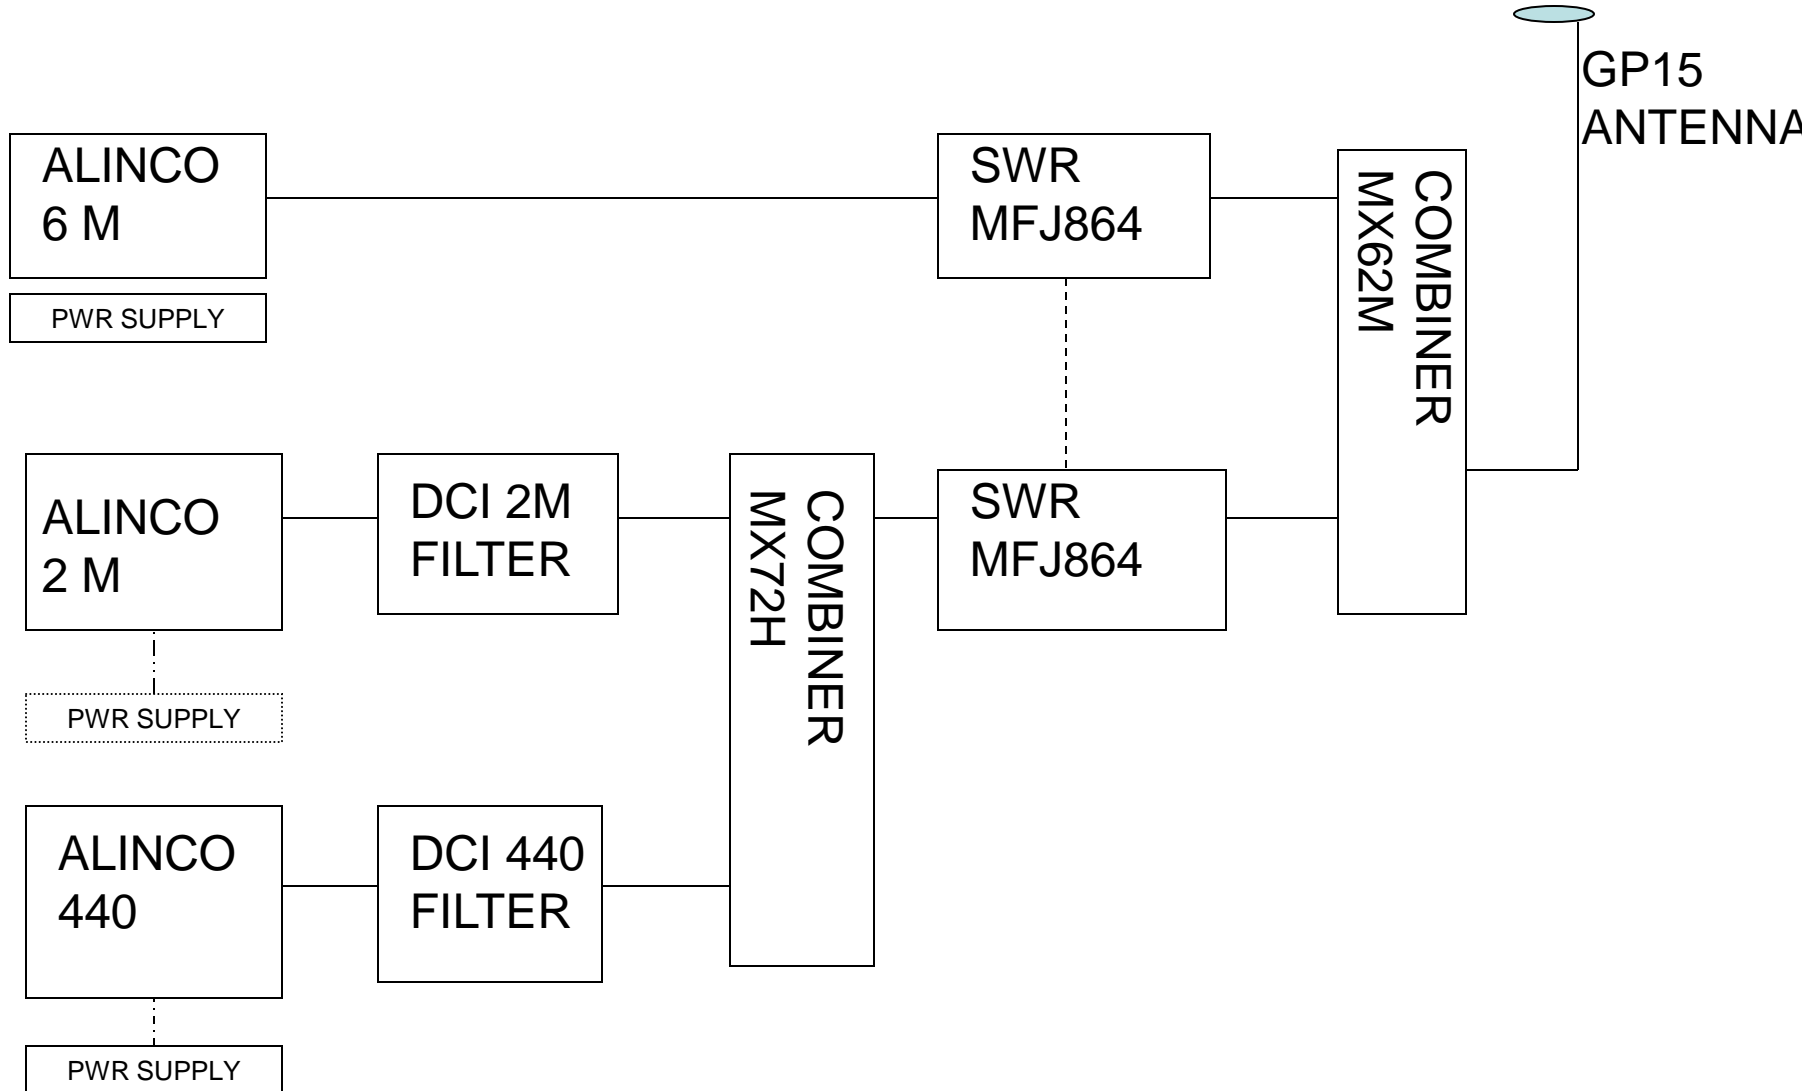 GP15
ANTENNA
ALINCO
6 M
PWR SUPPLY
SWR
MFJ864
COMBINER
MX62M
ALINCO
2 M
PWR SUPPLY
DCI 2M
FILTER
COMBINER
MX72H
SWR
MFJ864
ALINCO
440
PWR SUPPLY
DCI 440
FILTER